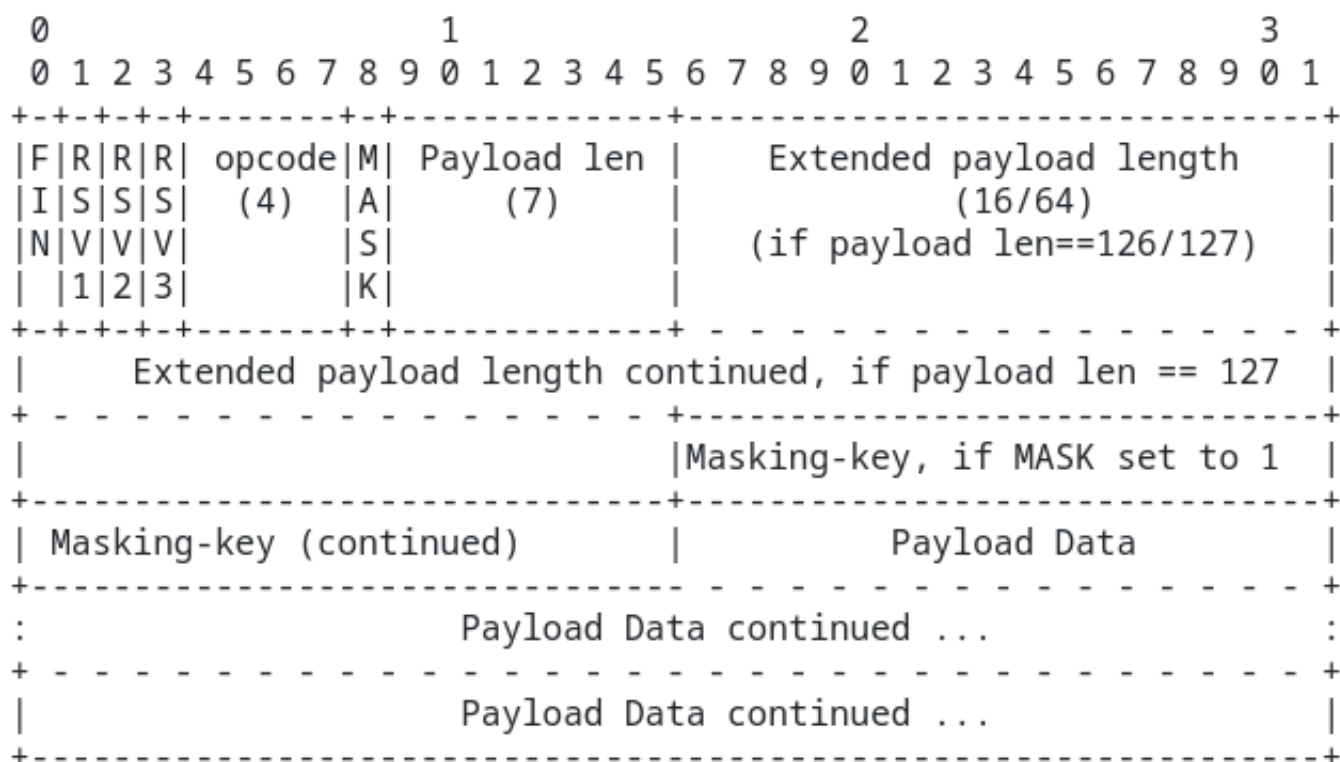 0                   1                   2                   3
 0 1 2 3 4 5 6 7 8 9 0 1 2 3 4 5 6 7 8 9 0 1 2 3 4 5 6 7 8 9 0 1
+-+-+-+-+-------+-+-------------+-------------------------------+
|F|R|R|R| opcode|M| Payload len |    Extended payload length    |
|I|S|S|S|  (4)  |A|     (7)     |             (16/64)           |
|N|V|V|V|       |S|             |   (if payload len==126/127)   |
| |1|2|3|       |K|             |                               |
+-+-+-+-+-------+-+-------------+ - - - - - - - - - - - - - - - +
|     Extended payload length continued, if payload len == 127  |
+ - - - - - - - - - - - - - - - +-------------------------------+
|                               |Masking-key, if MASK set to 1  |
+-------------------------------+-------------------------------+
| Masking-key (continued)       |          Payload Data         |
+-------------------------------- - - - - - - - - - - - - - - - +
:                     Payload Data continued ...                :
+ - - - - - - - - - - - - - - - - - - - - - - - - - - - - - - - +
|                     Payload Data continued ...                |
+---------------------------------------------------------------+